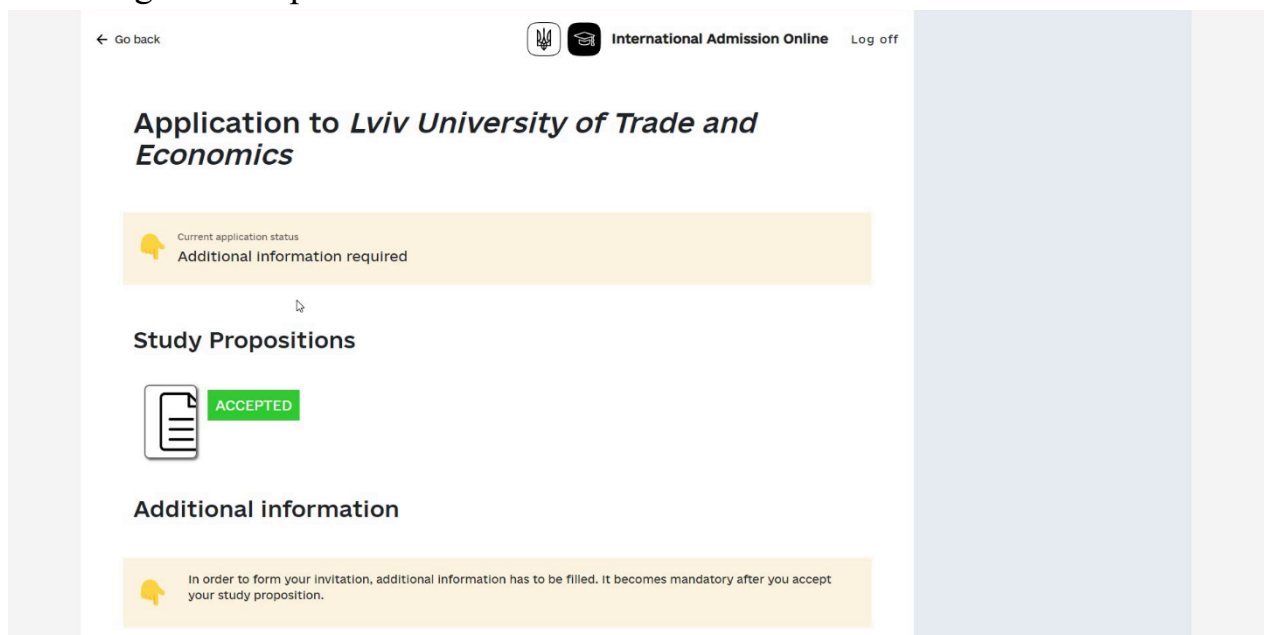 ← Go back
International Admission Online
Log off
Application to Lviv University of Trade and
Economics
Current application status
Additional information required
Study Propositions
ACCEPTED
Additional information
In order to form your invitation, additional information has to be filled. It becomes mandatory after you accept
your study proposition.